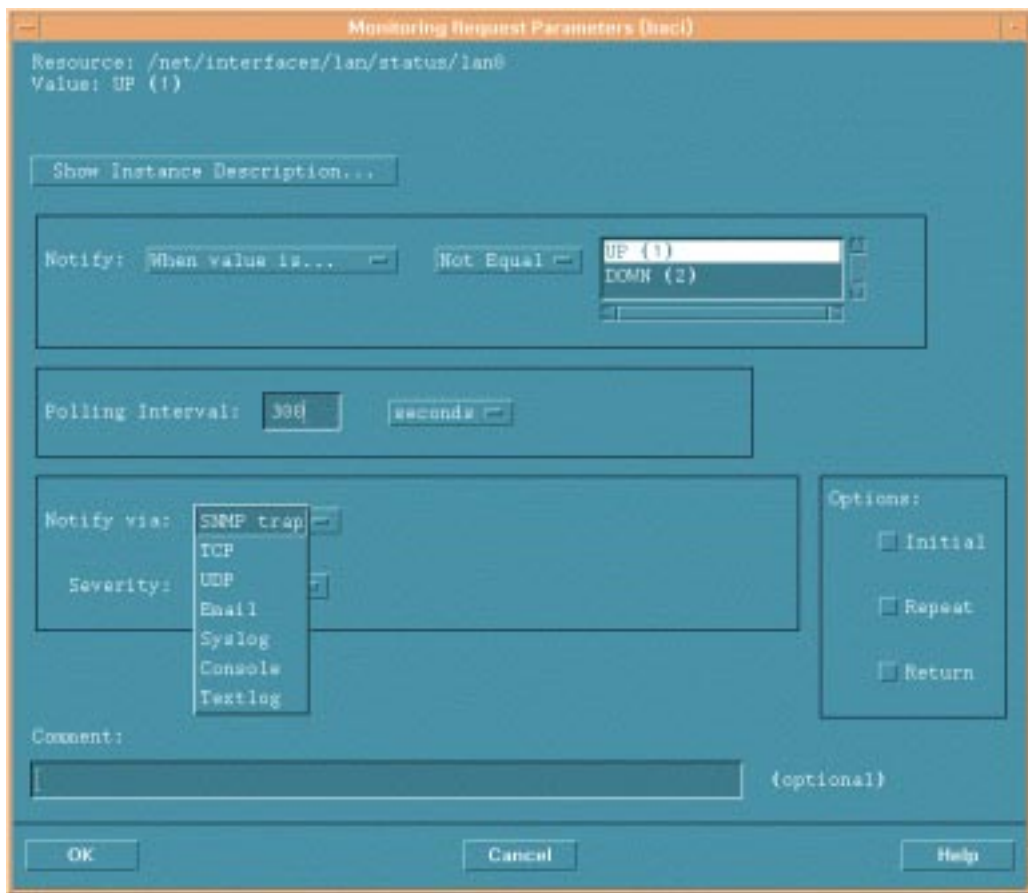 Monitoring Request Parameters (baci)
Resource: /net/interfaces/lan/status/lan0
Value: UP (1)
Show Instance Description...
Notify: When value is... Not Equal UP (1)
DOWN (2)
Polling Interval: 300 seconds
Notify via: SNMP trap
TCP
Severity: UDP
Email
Syslog
Console
Textlog
Options:
Initial
Repeat
Return
Comment:
(optional)
OK Cancel Help